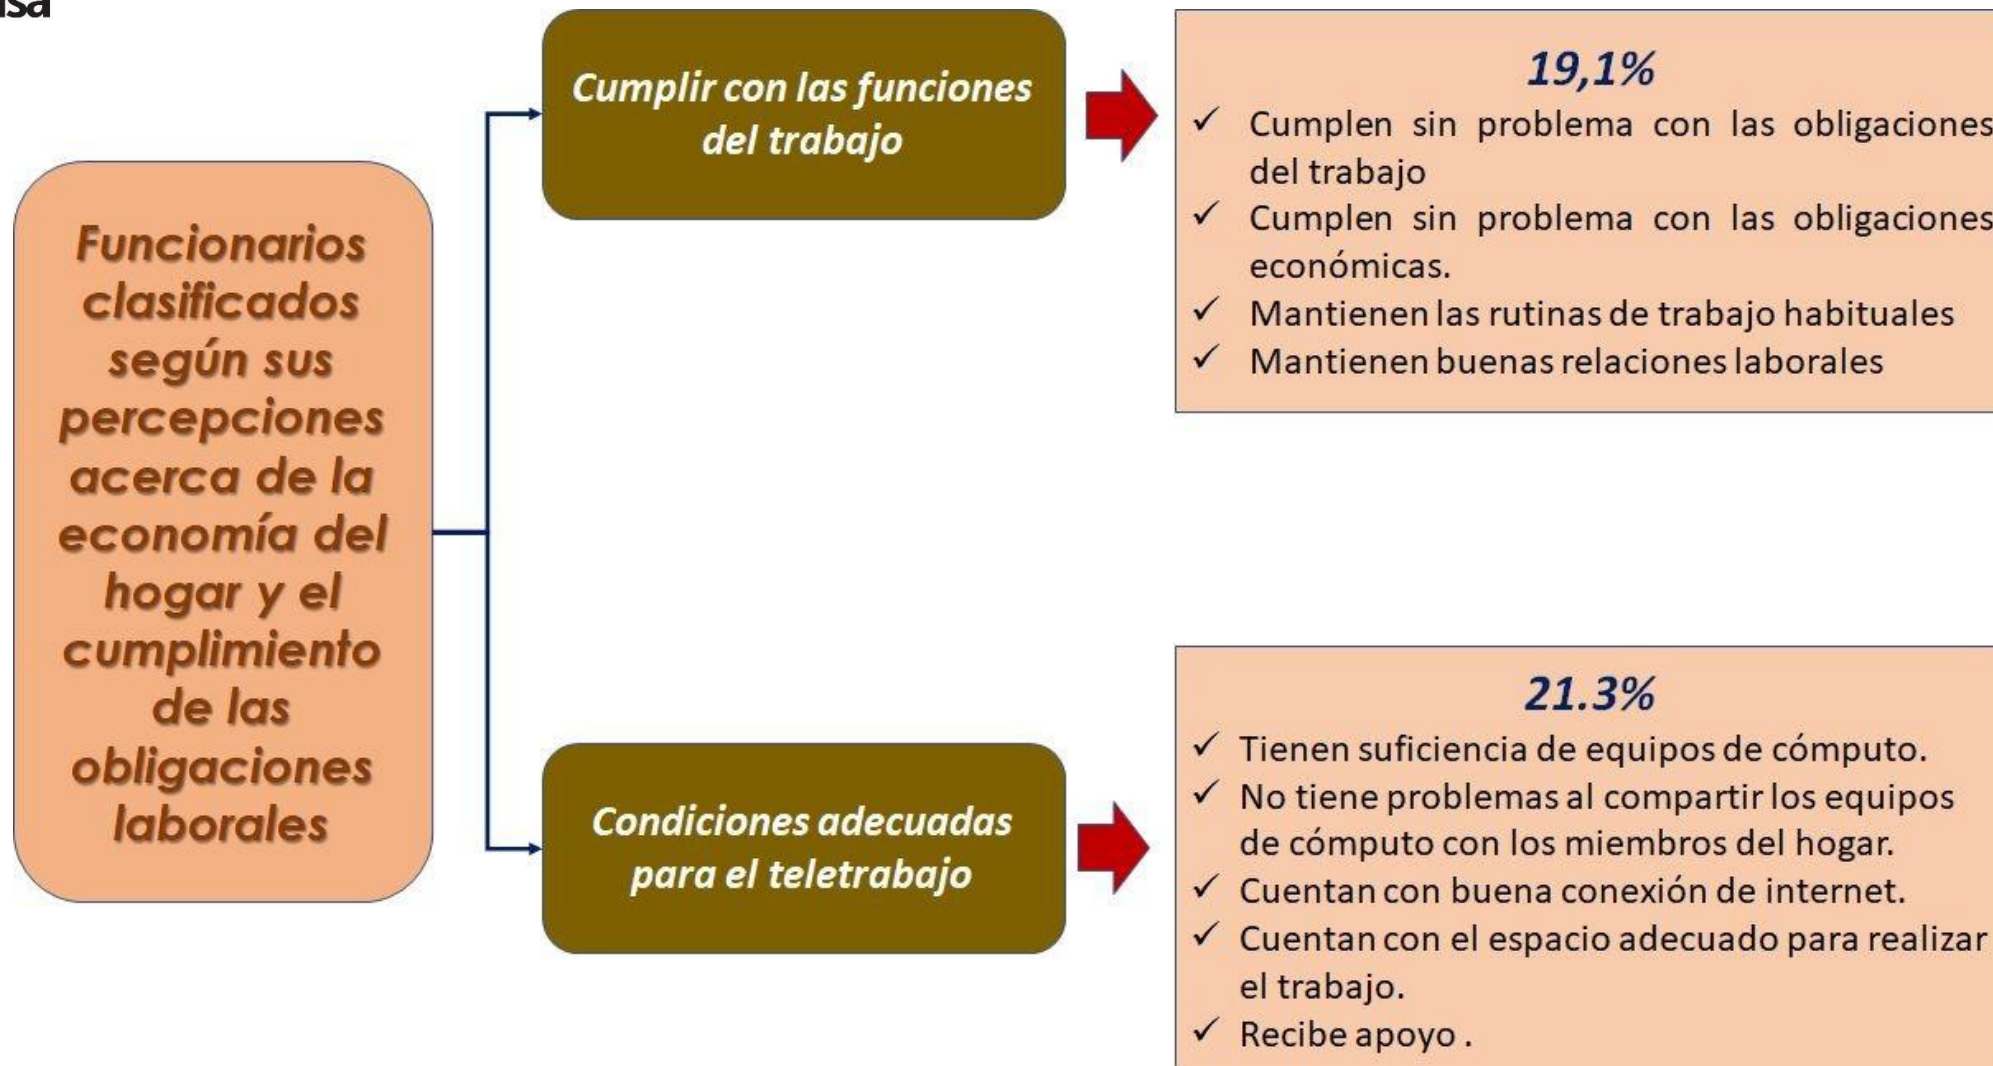 Funcionarios
clasificados
según sus
percepciones
acerca de la
economía del
hogar y el
cumplimiento
de las
obligaciones
laborales
Cumplir con las funciones
del trabajo
19,1%
✓ Cumplen sin problema con las obligaciones
del trabajo
✓ Cumplen sin problema con las obligaciones
económicas.
✓ Mantienen las rutinas de trabajo habituales
✓ Mantienen buenas relaciones laborales
Condiciones adecuadas
para el teletrabajo
21.3%
✓ Tienen suficiencia de equipos de cómputo.
✓ No tiene problemas al compartir los equipos
de cómputo con los miembros del hogar.
✓ Cuentan con buena conexión de internet.
✓ Cuentan con el espacio adecuado para realizar
el trabajo.
✓ Recibe apoyo .